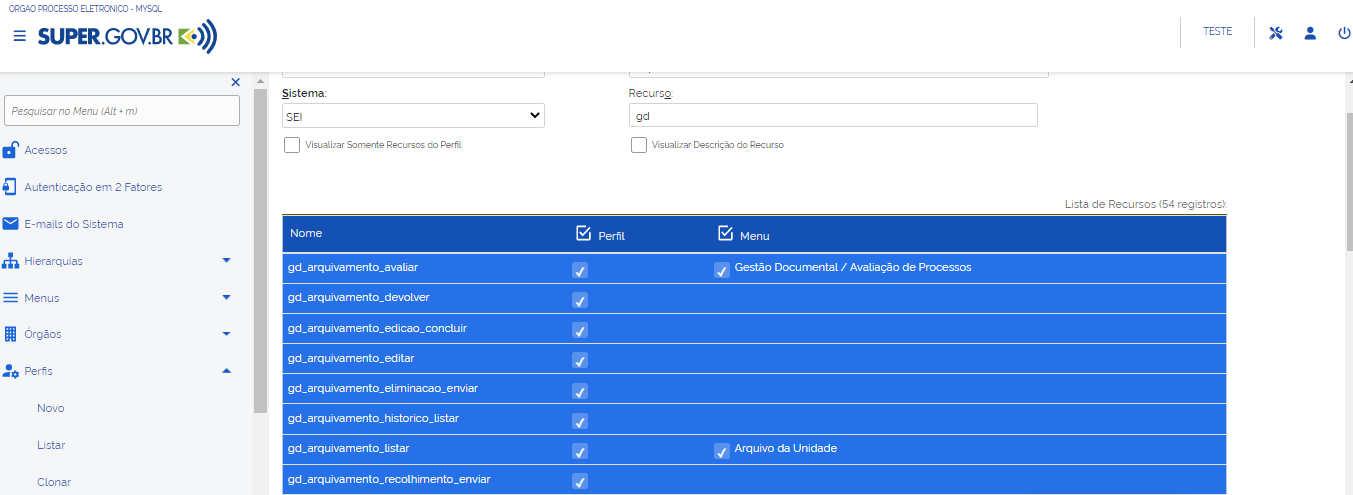 ORGAO PROCESSO ELETRONICO - MYSQL
SUPER.GOV.BR
TESTE
Pesquisar no Menu (Alt + m)
Acessos
Autenticação em 2 Fatores
E-mails do Sistema
Hierarquias
Menus
Órgãos
Perfis
Novo
Listar
Clonar
Sistema:
Recurso:
SEI
gd
Visualizar Somente Recursos do Perfil
Visualizar Descrição do Recurso
Lista de Recursos (54 registros):
Nome Perfil Menu
gd_arquivamento_avaliar Gestão Documental / Avaliação de Processos
gd_arquivamento_devolver
gd_arquivamento_edicao_concluir
gd_arquivamento_editar
gd_arquivamento_eliminacao_enviar
gd_arquivamento_historico_listar
gd_arquivamento_listar Arquivo da Unidade
gd_arquivamento_recolhimento_enviar